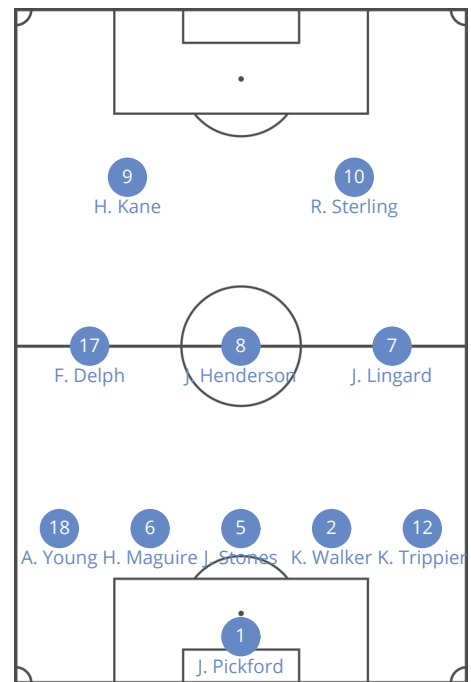 9
H. Kane
10
R. Sterling
17
F. Delph
8
J. Henderson
7
J. Lingard
18
A. Young
6
H. Maguire
5
J. Stones
2
K. Walker
12
K. Trippier
1
J. Pickford